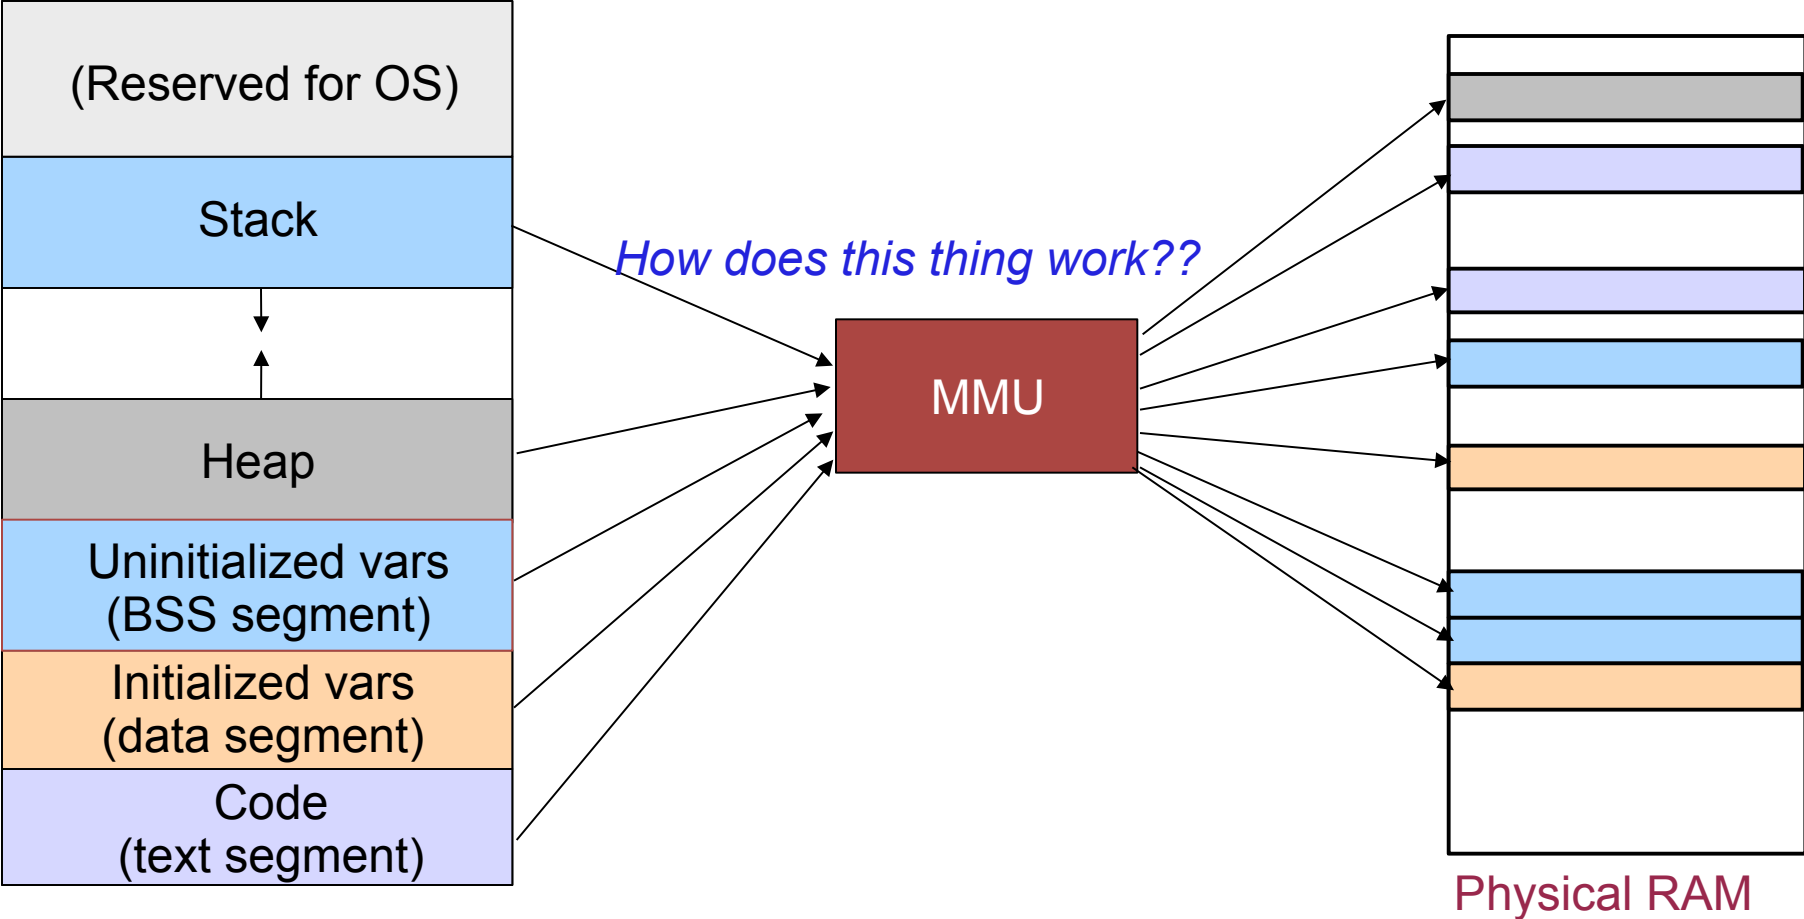 (Reserved for OS)
Stack
How does this thing work??
MMU
Heap
Uninitialized vars
(BSS segment)
Initialized vars
(data segment)
Code
(text segment)
Physical RAM